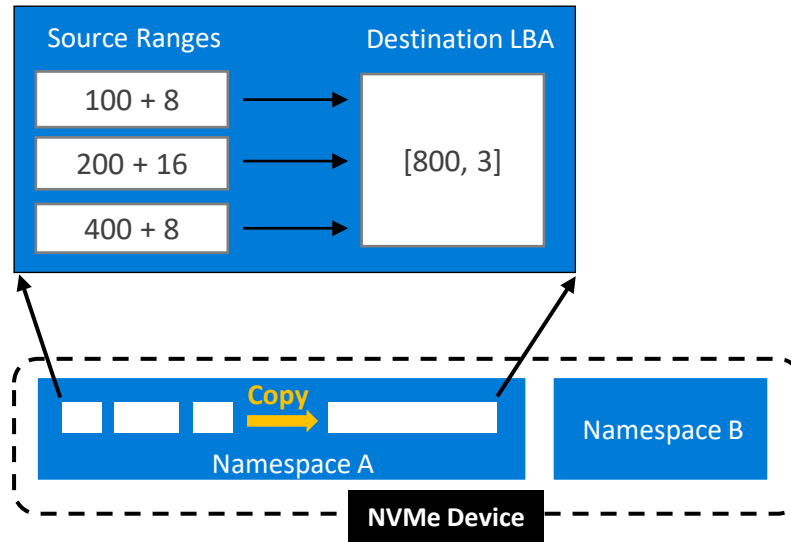 Source Ranges
Destination LBA
100 + 8
200 + 16
400 + 8
[800, 3]
Copy
Namespace A
Namespace B
NVMe Device